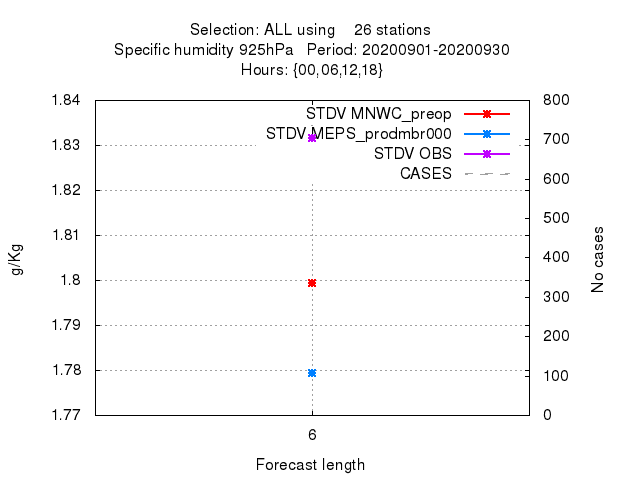 Selection: ALL using    26 stations
Specific humidity 925hPa   Period: 20200901-20200930
Hours: {00,06,12,18}
1.84
1.83
1.82
1.81
1.8
1.79
1.78
1.77
g/Kg
STDV MNWC_preop
STDV MEPS_prodmbr000
STDV OBS
CASES
800
700
600
500
400
300
200
100
0
No cases
6
Forecast length